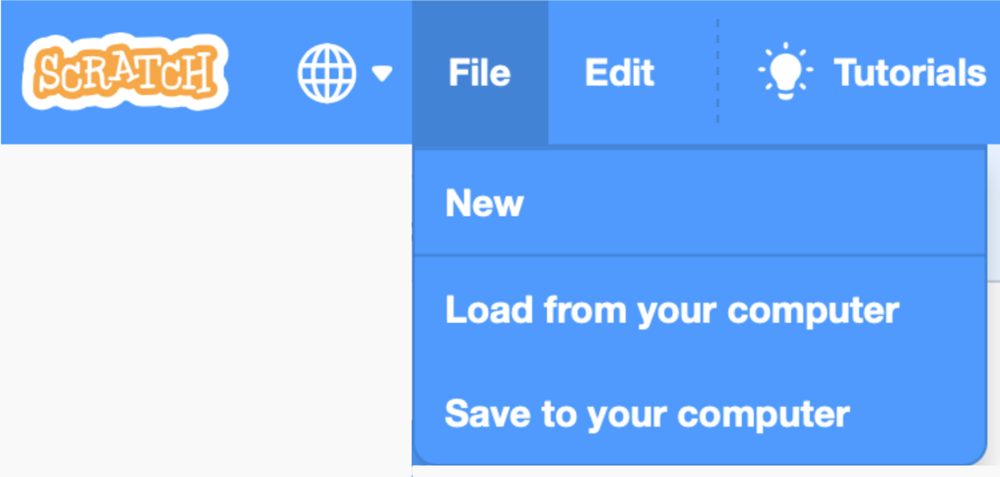 SCRATCH File Edit Tutorials
New
Load from your computer
Save to your computer